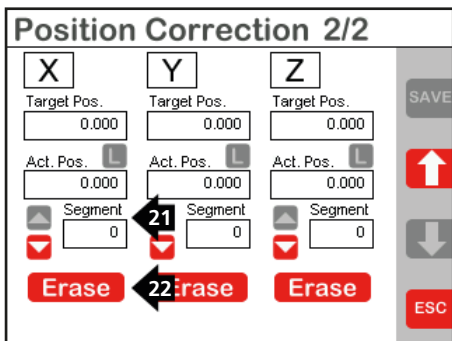 Position Correction 2/2
X Y Z
SAVE
Target Pos. Target Pos. Target Pos.
0.000 0.000 0.000
Act. Pos. L Act. Pos. L Act. Pos. L
0.000 0.000 0.000
Segment 21 Segment Segment
0 0 0
Erase 22 Erase Erase
ESC